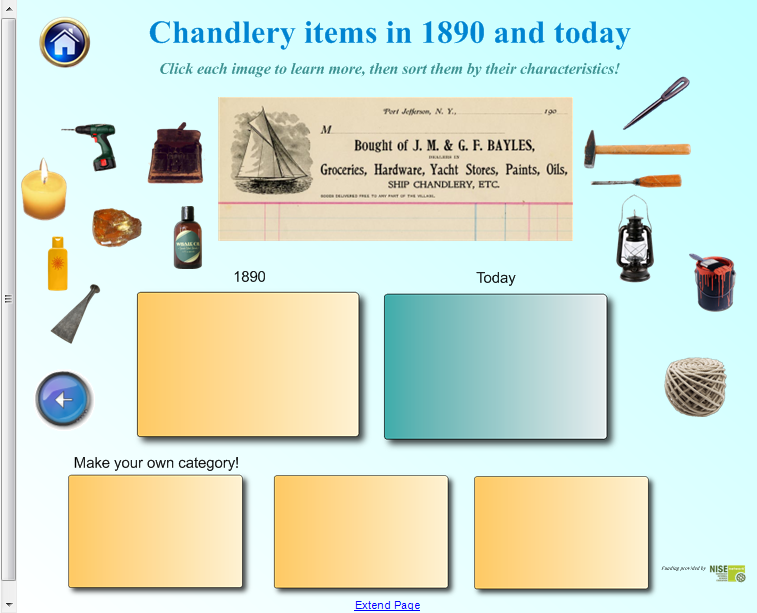 Chandlery items in 1890 and today
Click each image to learn more, then sort them by their characteristics!
Port Jefferson, N. Y.,                190
M
Bought of J. M. & G. F. BAYLES,
DEALERS IN
Groceries, Hardware, Yacht Stores, Paints, Oils,
SHIP CHANDLERY, ETC.
GOODS DELIVERED FREE TO ANY PART OF THE VILLAGE.
WHALE OIL
1890
Today
Make your own category!
Funding provided by NISE
Extend Page